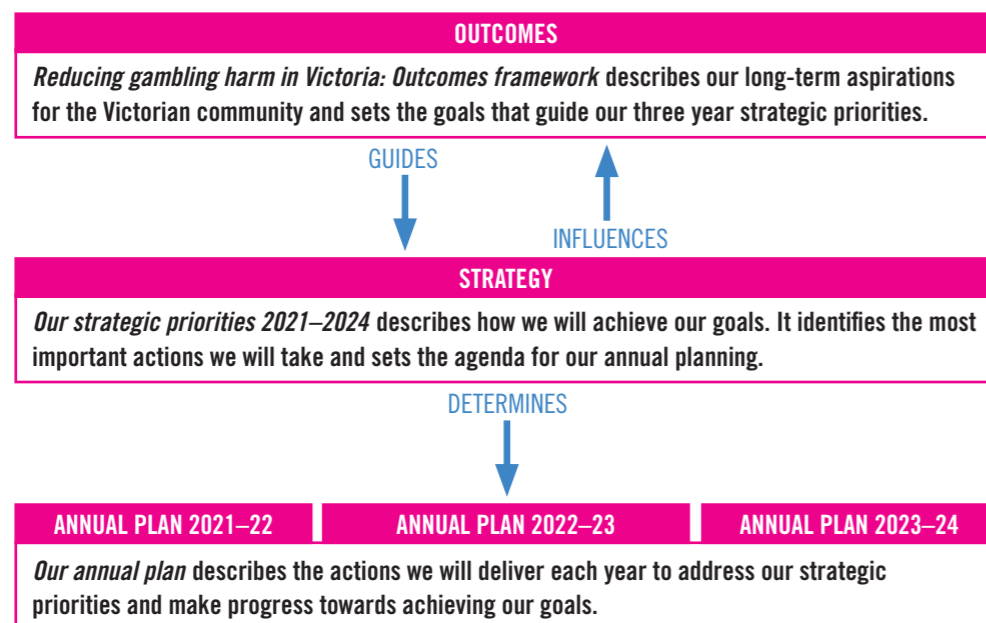 OUTCOMES
Reducing gambling harm in Victoria: Outcomes framework describes our long-term aspirations
for the Victorian community and sets the goals that guide our three year strategic priorities.
GUIDES
INFLUENCES
STRATEGY
Our strategic priorities 2021–2024 describes how we will achieve our goals. It identifies the most
important actions we will take and sets the agenda for our annual planning.
DETERMINES
ANNUAL PLAN 2021–22
ANNUAL PLAN 2022–23
ANNUAL PLAN 2023–24
Our annual plan describes the actions we will deliver each year to address our strategic
priorities and make progress towards achieving our goals.